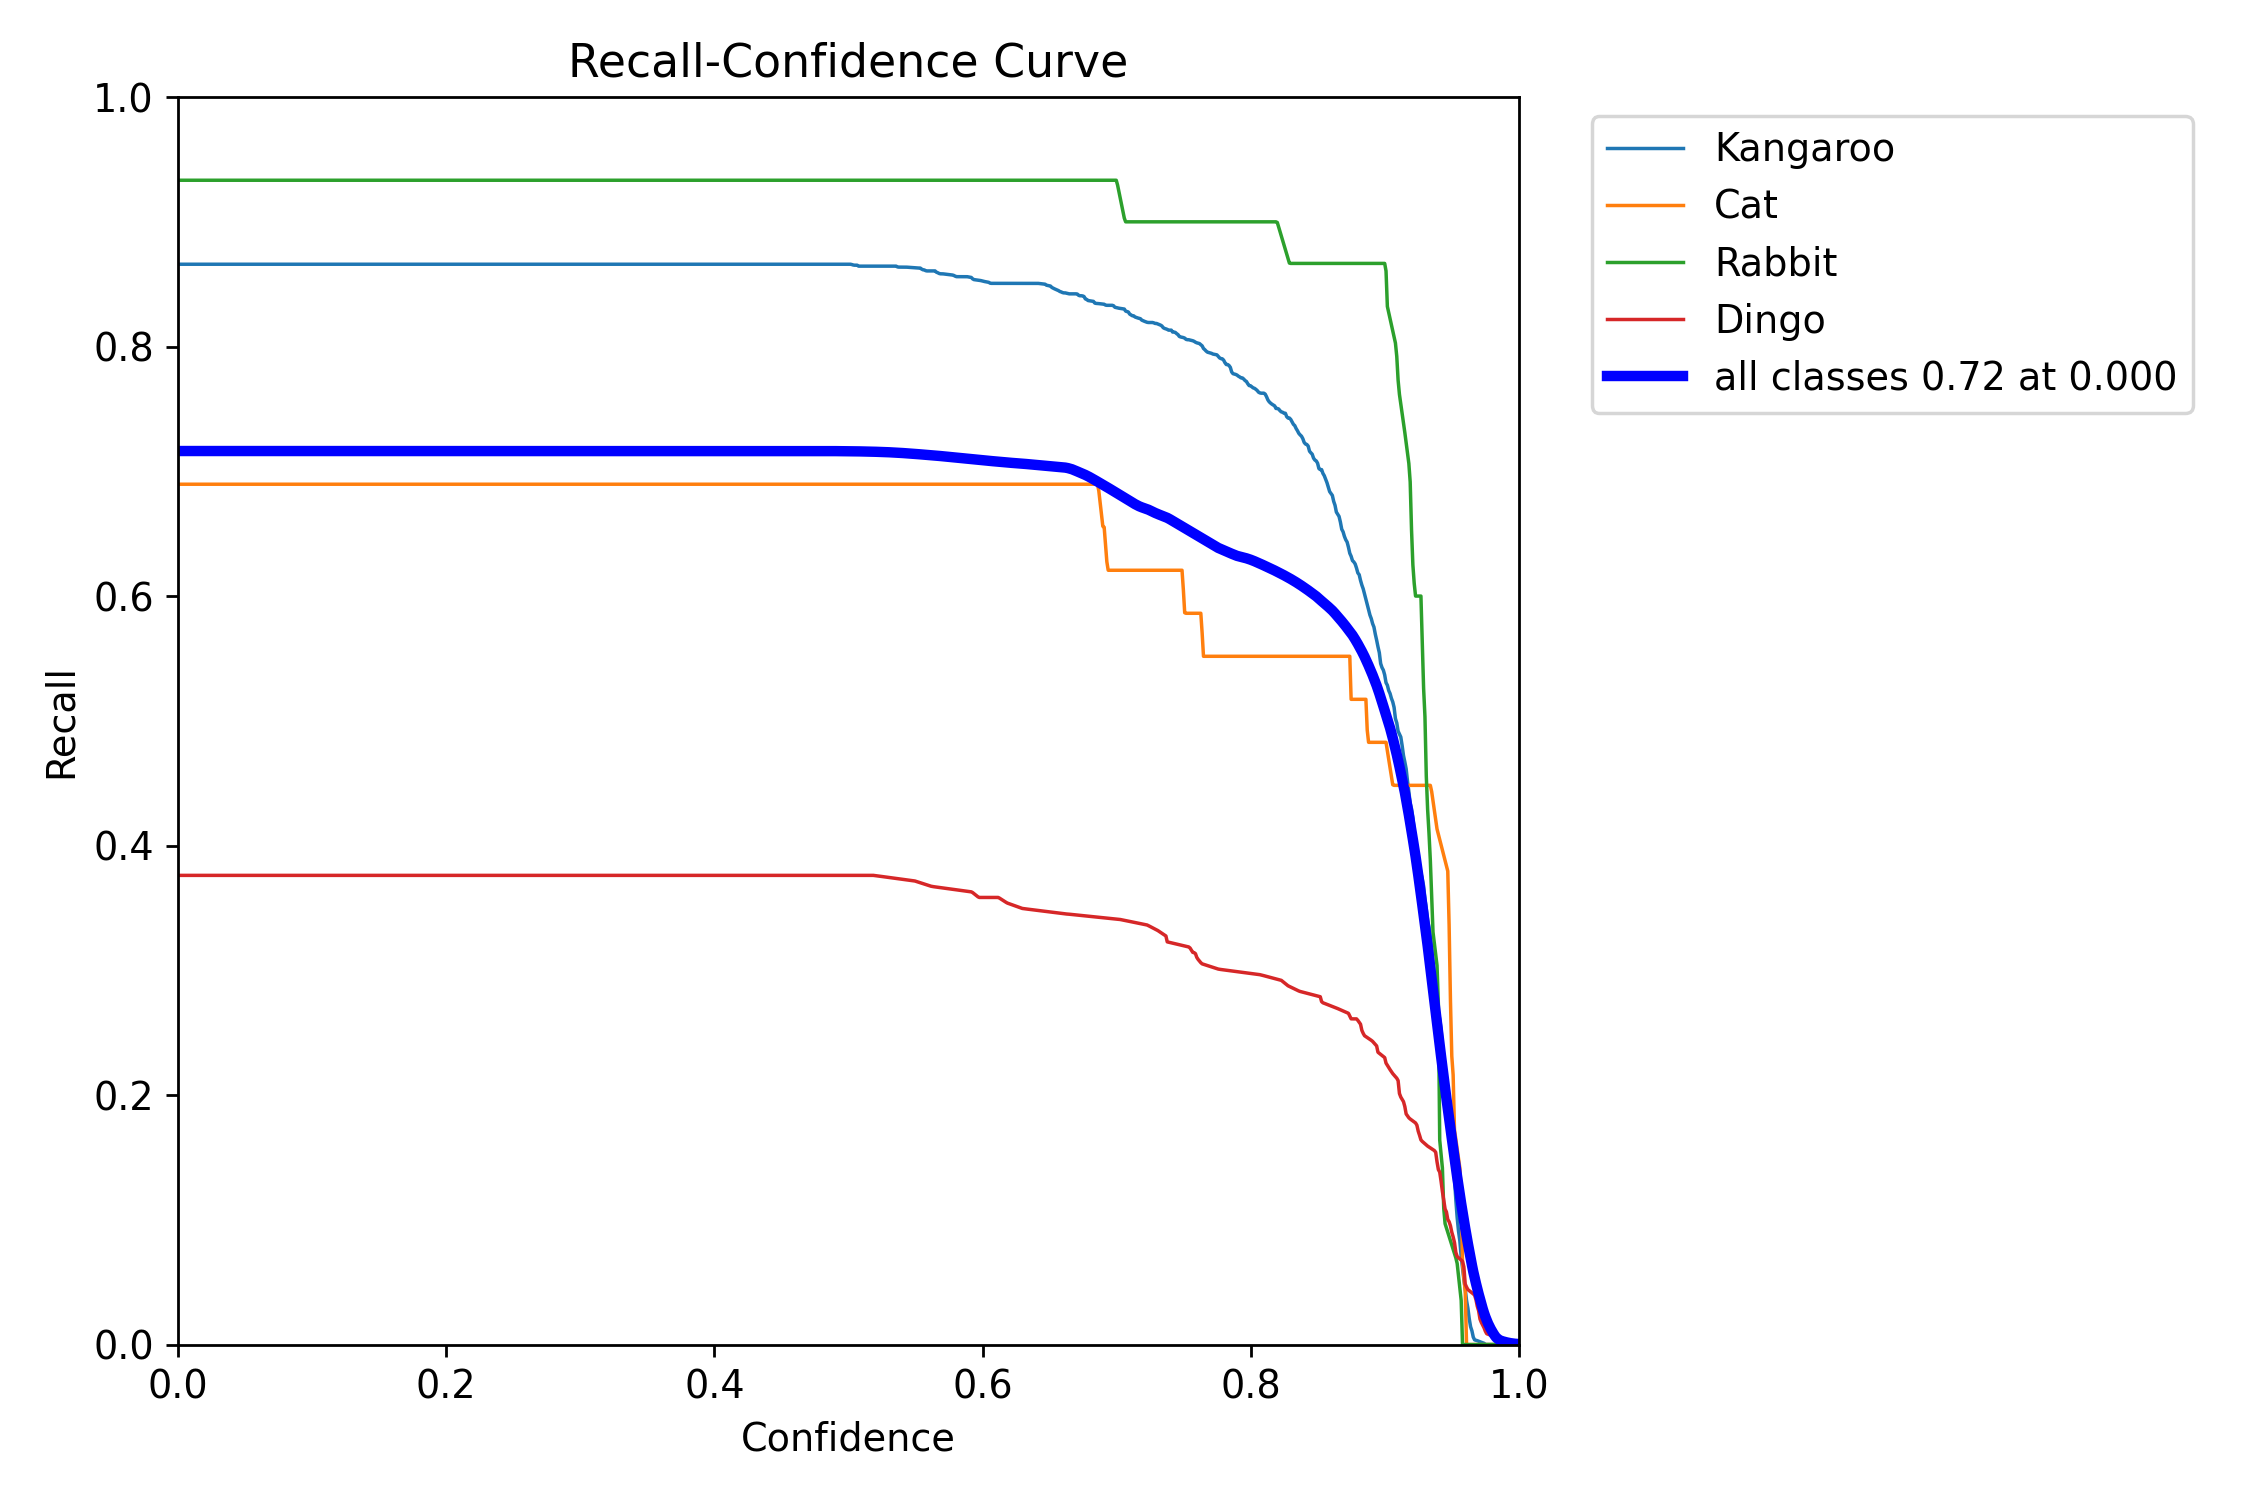 Recall-Confidence Curve
1.0
0.8
0.6
0.4
0.2
0.0
Recall
0.0 0.2 0.4 0.6 0.8 1.0
Confidence
Kangaroo
Cat
Rabbit
Dingo
all classes 0.72 at 0.000